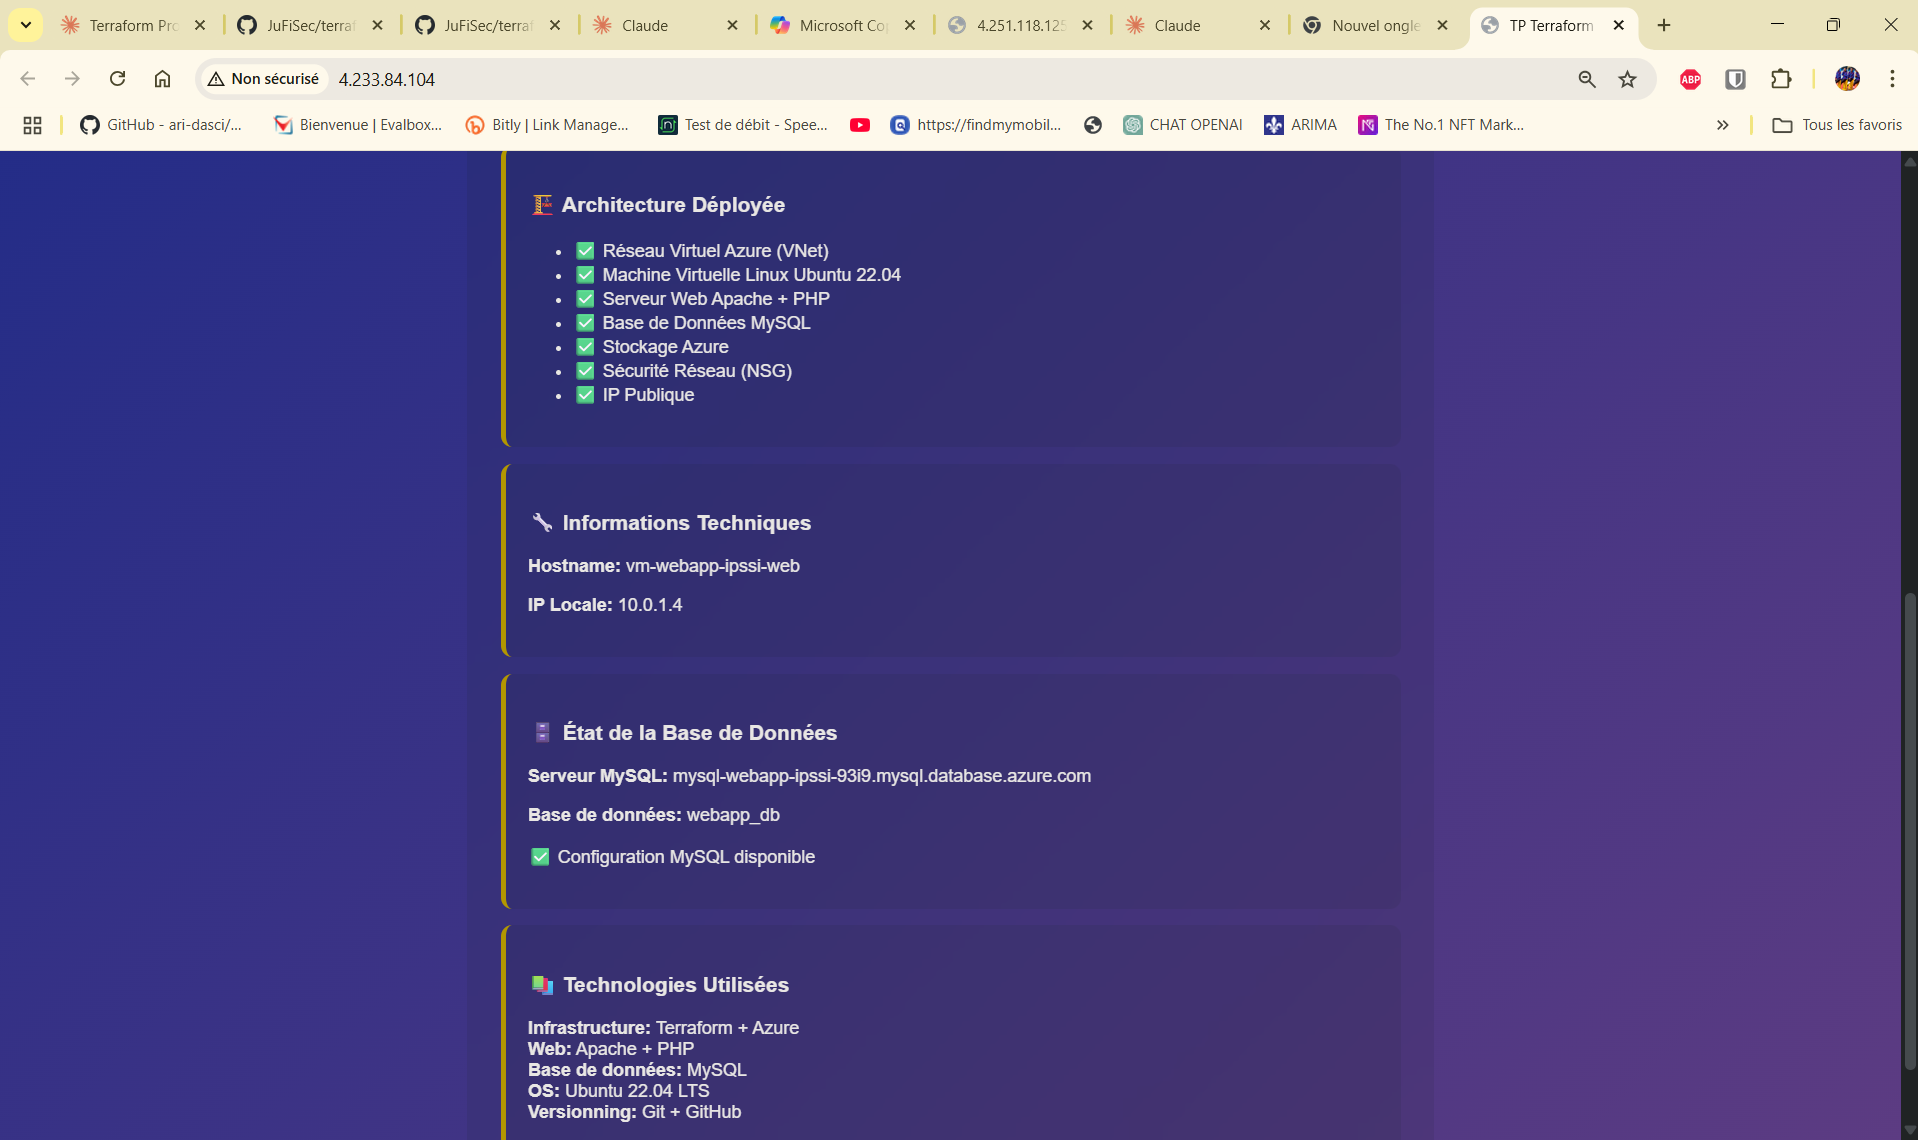 Terraform Pro
JuFiSec/terraf
JuFiSec/terraf
Claude
Microsoft Co
4.251.118.125
Claude
Nouvel ongle
TP Terraform
Non sécurisé
4.233.84.104
ABP
GitHub - ari-dasci/...
Bienvenue | Evalbox...
Bitly | Link Manage...
Test de débit - Spee...
https://findmymobil...
CHAT OPENAI
ARIMA
The No.1 NFT Mark...
Tous les favoris
Architecture Déployée
Réseau Virtuel Azure (VNet)
Machine Virtuelle Linux Ubuntu 22.04
Serveur Web Apache + PHP
Base de Données MySQL
Stockage Azure
Sécurité Réseau (NSG)
IP Publique
Informations Techniques
Hostname: vm-webapp-ipssi-web
IP Locale: 10.0.1.4
État de la Base de Données
Serveur MySQL: mysql-webapp-ipssi-93i9.mysql.database.azure.com
Base de données: webapp_db
Configuration MySQL disponible
Technologies Utilisées
Infrastructure: Terraform + Azure
Web: Apache + PHP
Base de données: MySQL
OS: Ubuntu 22.04 LTS
Versionning: Git + GitHub